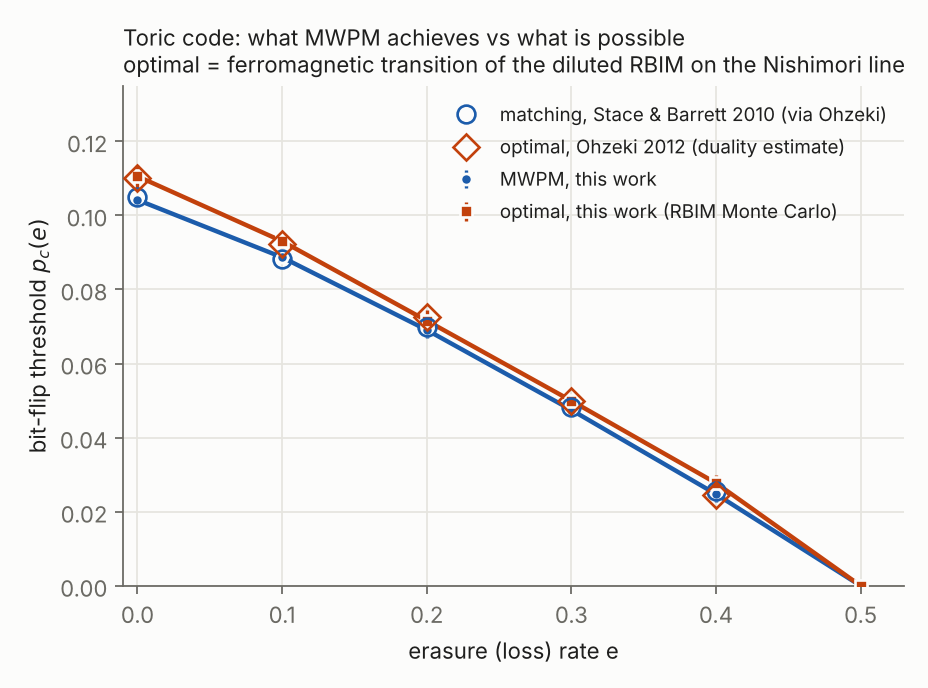 Toric code: what MWPM achieves vs what is possible
optimal = ferromagnetic transition of the diluted RBIM on the Nishimori line
matching, Stace & Barrett 2010 (via Ohzeki)
optimal, Ohzeki 2012 (duality estimate)
MWPM, this work
optimal, this work (RBIM Monte Carlo)
bit-flip threshold p_c(e)
0.12
0.10
0.08
0.06
0.04
0.02
0.00
0.0 0.1 0.2 0.3 0.4 0.5
erasure (loss) rate e